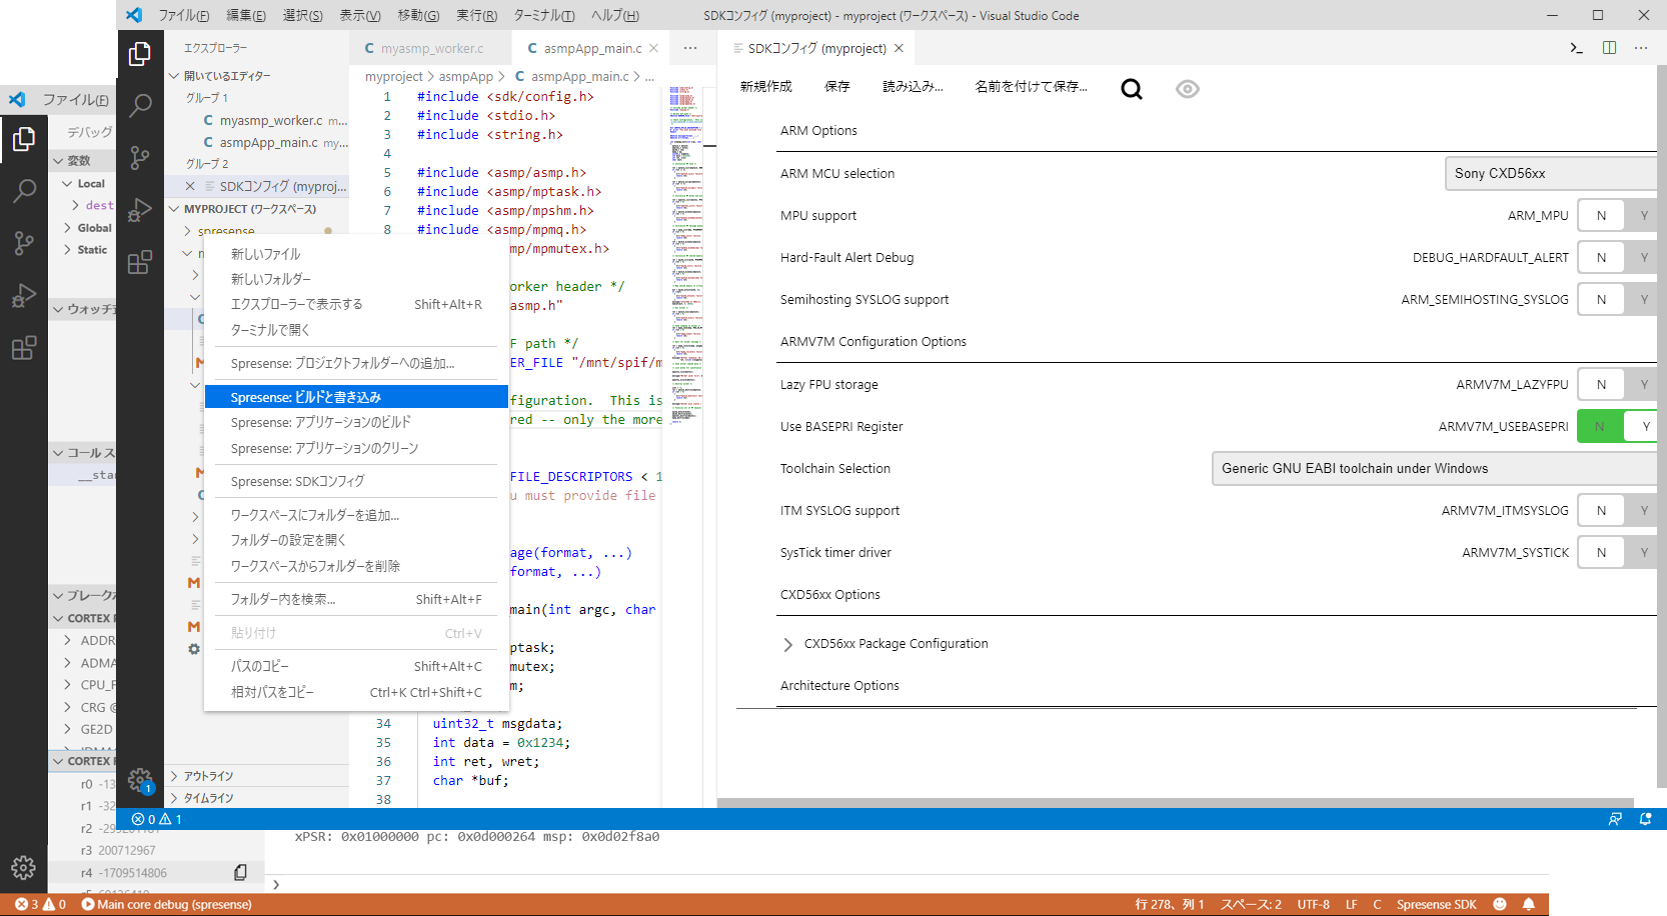 ファイル(F) 編集(E) 選択(S) 表示(V) 移動(G) 実行(R) ターミナル(T) ヘルプ(H) SDKコンフィグ (myproject) - myproject (ワークスペース) - Visual Studio Code
エクスプローラー
開いているエディター
グループ 1
myasmp_worker.c m...
asmpApp_main.c my...
グループ 2
SDKコンフィグ (myproj...
MYPROJECT (ワークスペース)
spresense
アウトライン
タイムライン
myasmp_worker.c
asmpApp_main.c
myproject > asmpApp > C asmpApp_main.c > ...
1 #include <sdk/config.h>
2 #include <stdio.h>
3 #include <string.h>
4
5 #include <asmp/asmp.h>
6 #include <asmp/mptask.h>
7 #include <asmp/mpshm.h>
8 #include <asmp/mpmq.h>
mp/mpmutex.h>
orker header */
asmp.h"
F path */
ER_FILE "/mnt/spif/m
figuration. This is
red -- only the more
FILE_DESCRIPTORS < 1
u must provide file
age(format, ...)
format, ...)
main(int argc, char
ptask;
mutex;
m;
34 uint32_t msgdata;
35 int data = 0x1234;
36 int ret, wret;
37 char *buf;
38
新しいファイル
新しいフォルダー
エクスプローラーで表示する Shift+Alt+R
ターミナルで開く
Spresense: プロジェクトフォルダーへの追加...
Spresense: ビルドと書き込み
Spresense: アプリケーションのビルド
Spresense: アプリケーションのクリーン
Spresense: SDKコンフィグ
ワークスペースにフォルダーを追加...
フォルダーの設定を開く
ワークスペースからフォルダーを削除
フォルダー内を検索... Shift+Alt+F
貼り付け Ctrl+V
パスのコピー Shift+Alt+C
相対パスをコピー Ctrl+K Ctrl+Shift+C
SDKコンフィグ (myproject)
新規作成 保存 読み込み... 名前を付けて保存...
ARM Options
ARM MCU selection Sony CXD56xx
MPU support ARM_MPU N Y
Hard-Fault Alert Debug DEBUG_HARDFAULT_ALERT N Y
Semihosting SYSLOG support ARM_SEMIHOSTING_SYSLOG N Y
ARMV7M Configuration Options
Lazy FPU storage ARMV7M_LAZYFPU N Y
Use BASEPRI Register ARMV7M_USEBASEPRI N Y
Toolchain Selection Generic GNU EABI toolchain under Windows
ITM SYSLOG support ARMV7M_ITMSYSLOG N Y
SysTick timer driver ARMV7M_SYSTICK N Y
CXD56xx Options
CXD56xx Package Configuration
Architecture Options
1
0 1
ファイル(F)
デバッグ
変数
Local
dest
Global
Static
ウォッチ
コール ス
__sta
ブレークホ
CORTEX
ADDR
ADMA
CPU_F
CRG
GE2D
CORTEX
r0 -13
r1 -32
r2
r3 200712967
r4 -1709514806
xPSR: 0x01000000 pc: 0x0d000264 msp: 0x0d02f8a0
3 0 Main core debug (spresense) 行 278、列 1 スペース: 2 UTF-8 LF C Spresense SDK